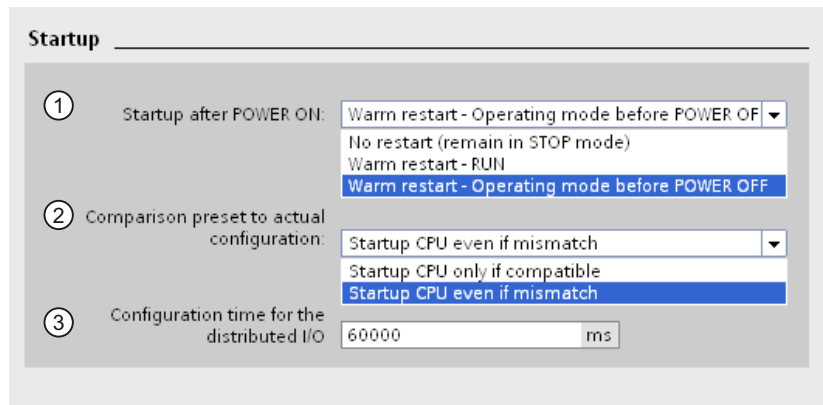 Startup
1
Startup after POWER ON:
Warm restart - Operating mode before POWER OF
No restart (remain in STOP mode)
Warm restart - RUN
Warm restart - Operating mode before POWER OFF
2
Comparison preset to actual
configuration:
Startup CPU even if mismatch
Startup CPU only if compatible
Startup CPU even if mismatch
3
Configuration time for the
distributed I/O
60000 ms